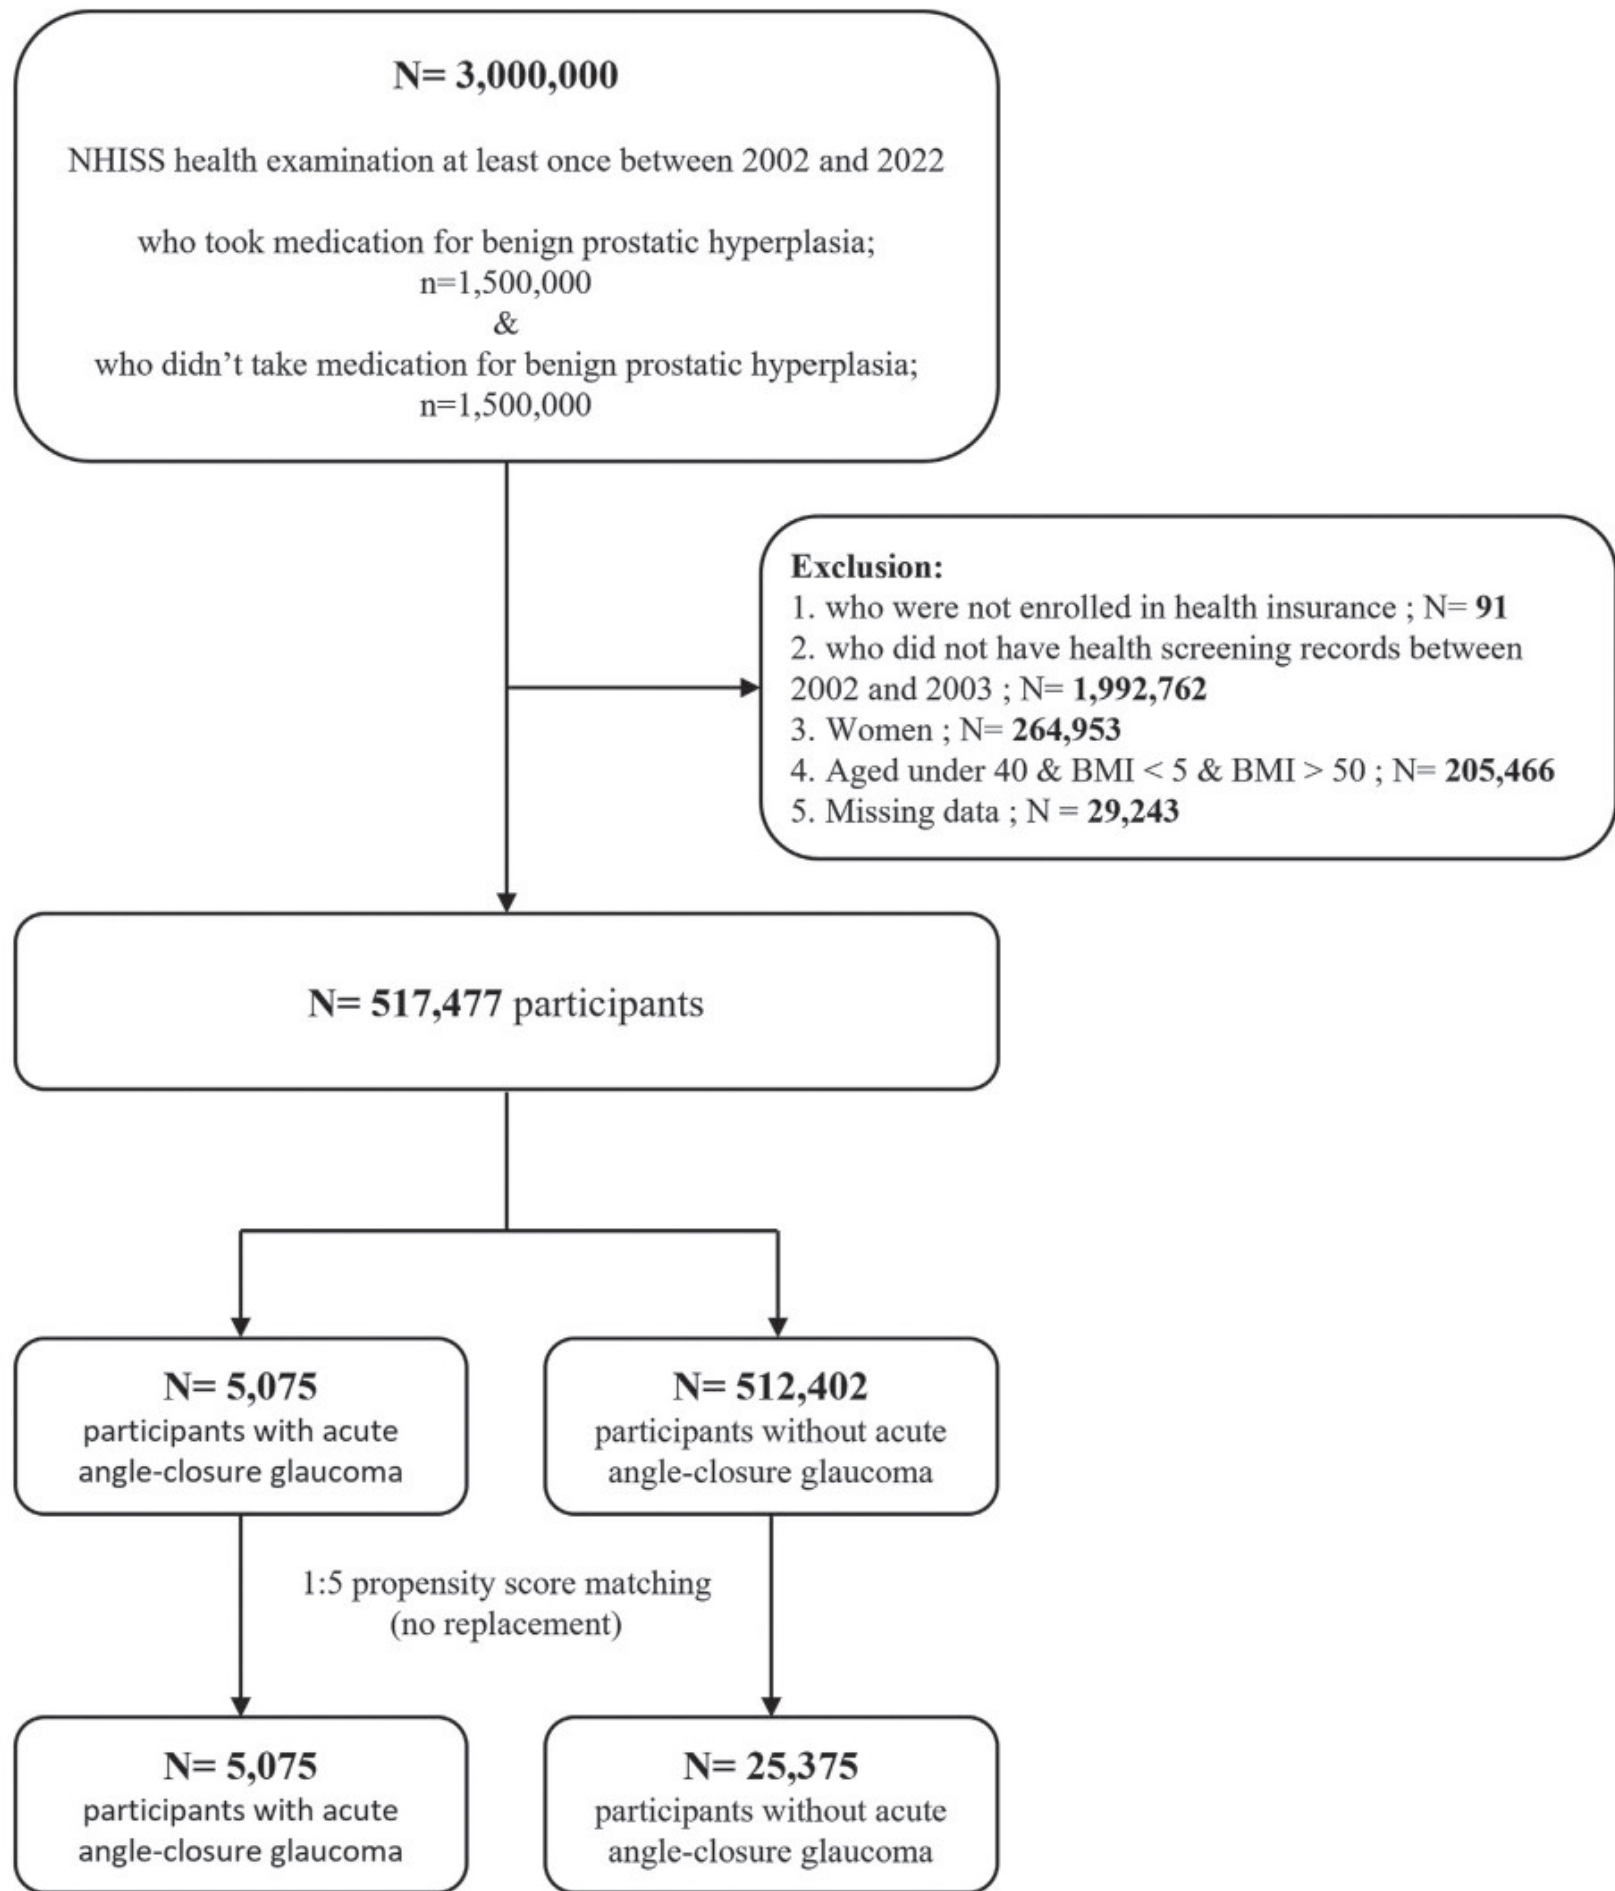 N= 3,000,000
NHISS health examination at least once between 2002 and 2022
who took medication for benign prostatic hyperplasia;
n=1,500,000
&
who didn’t take medication for benign prostatic hyperplasia;
n=1,500,000
Exclusion:
1. who were not enrolled in health insurance ; N= 91
2. who did not have health screening records between
2002 and 2003 ; N= 1,992,762
3. Women ; N= 264,953
4. Aged under 40 & BMI < 5 & BMI > 50 ; N= 205,466
5. Missing data ; N = 29,243
N= 517,477 participants
N= 5,075
participants with acute
angle-closure glaucoma
N= 512,402
participants without acute
angle-closure glaucoma
1:5 propensity score matching
(no replacement)
N= 5,075
participants with acute
angle-closure glaucoma
N= 25,375
participants without acute
angle-closure glaucoma